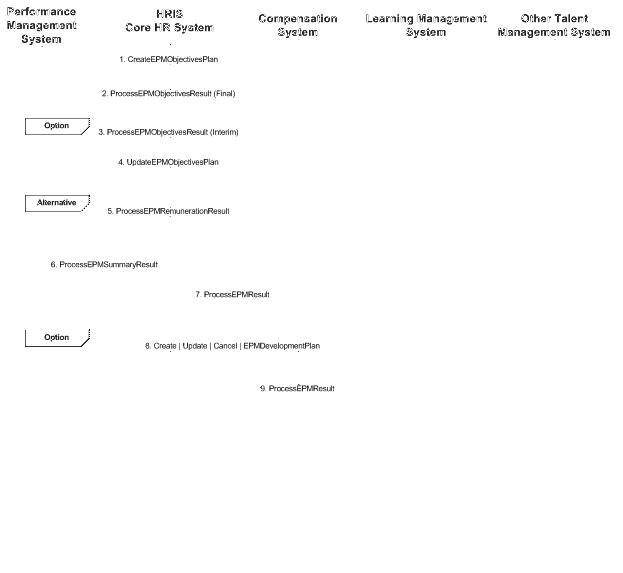 Performance
Management
System
HRIS
Core HR System
Compensation
System
Learning Management
System
Other Talent
Management System
1. CreateEPMObjectivesPlan
2. ProcessEPMObjectivesResult (Final)
Option
3. ProcessEPMObjectivesResult (Interim)
4. UpdateEPMObjectivesPlan
Alternative
5. ProcessEPMRemunerationResult
6. ProcessEPMSummaryResult
7. ProcessEPMResult
Option
8. Create | Update | Cancel | EPMDevelopmentPlan
9. ProcessEPMResult